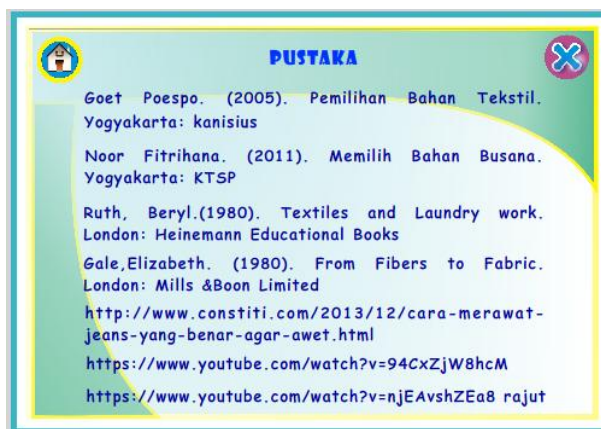 PUSTAKA
Goet Poespo. (2005). Pemilihan Bahan Tekstil.
Yogyakarta: kanisius
Noor Fitrihana. (2011). Memilih Bahan Busana.
Yogyakarta: KTSP
Ruth, Beryl.(1980). Textiles and Laundry work.
London: Heinemann Educational Books
Gale,Elizabeth. (1980). From Fibers to Fabric.
London: Mills &Boon Limited
http://www.constiti.com/2013/12/cara-merawat-
jeans-yang-benar-agar-awet.html
https://www.youtube.com/watch?v=94CxZjW8hcM
https://www.youtube.com/watch?v=njEAvshZEa8 rajut